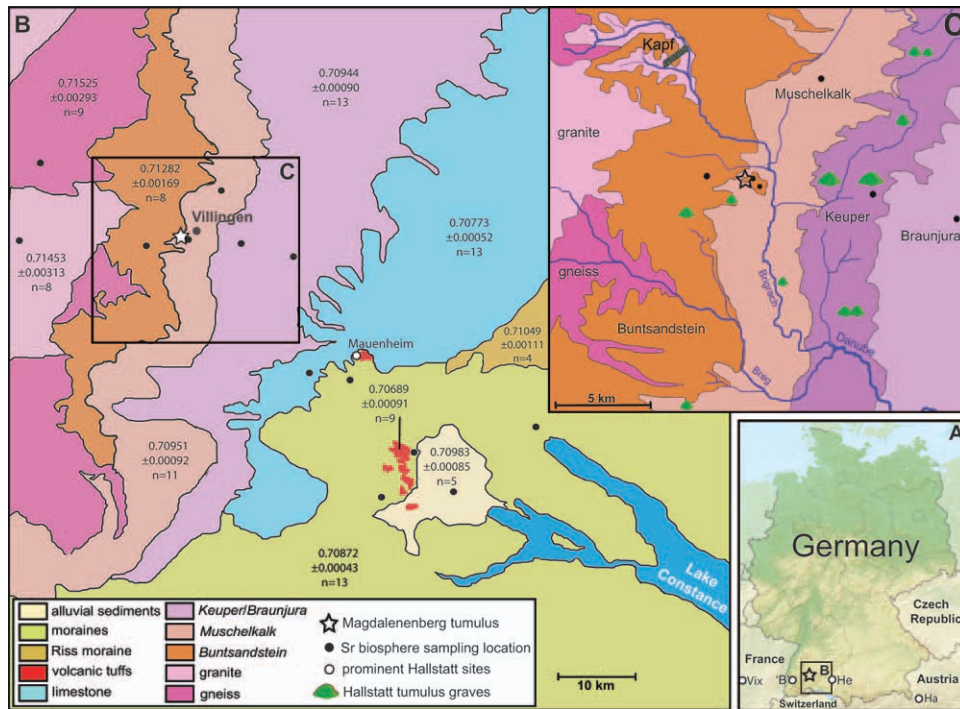 B
0.71525
±0.00293
n=9
0.70944
±0.00090
n=13
0.71282
±0.00169
n=8
C
Villingen
0.71453
±0.00313
n=8
0.70773
±0.00052
n=13
0.71049
±0.00111
n=4
Mauenheim
0.70689
±0.00091
n=9
0.70951
±0.00092
n=11
0.70983
±0.00085
n=5
0.70872
±0.00043
n=13
Lake
Constance
10 km
alluvial sediments
moraines
Riss moraine
volcanic tuffs
limestone
Keuper/Braunjura
Muschelkalk
Buntsandstein
granite
gneiss
Magdalenenberg tumulus
Sr biosphere sampling location
prominent Hallstatt sites
Hallstatt tumulus graves
C
Kapf
Muschelkalk
granite
Keuper
Braunjura
gneiss
Brigrach
Buntsandstein
Danube
Breg
5 km
A
Germany
Czech
Republic
France
B
Vix
'B
He
Austria
Switzerland
Ha